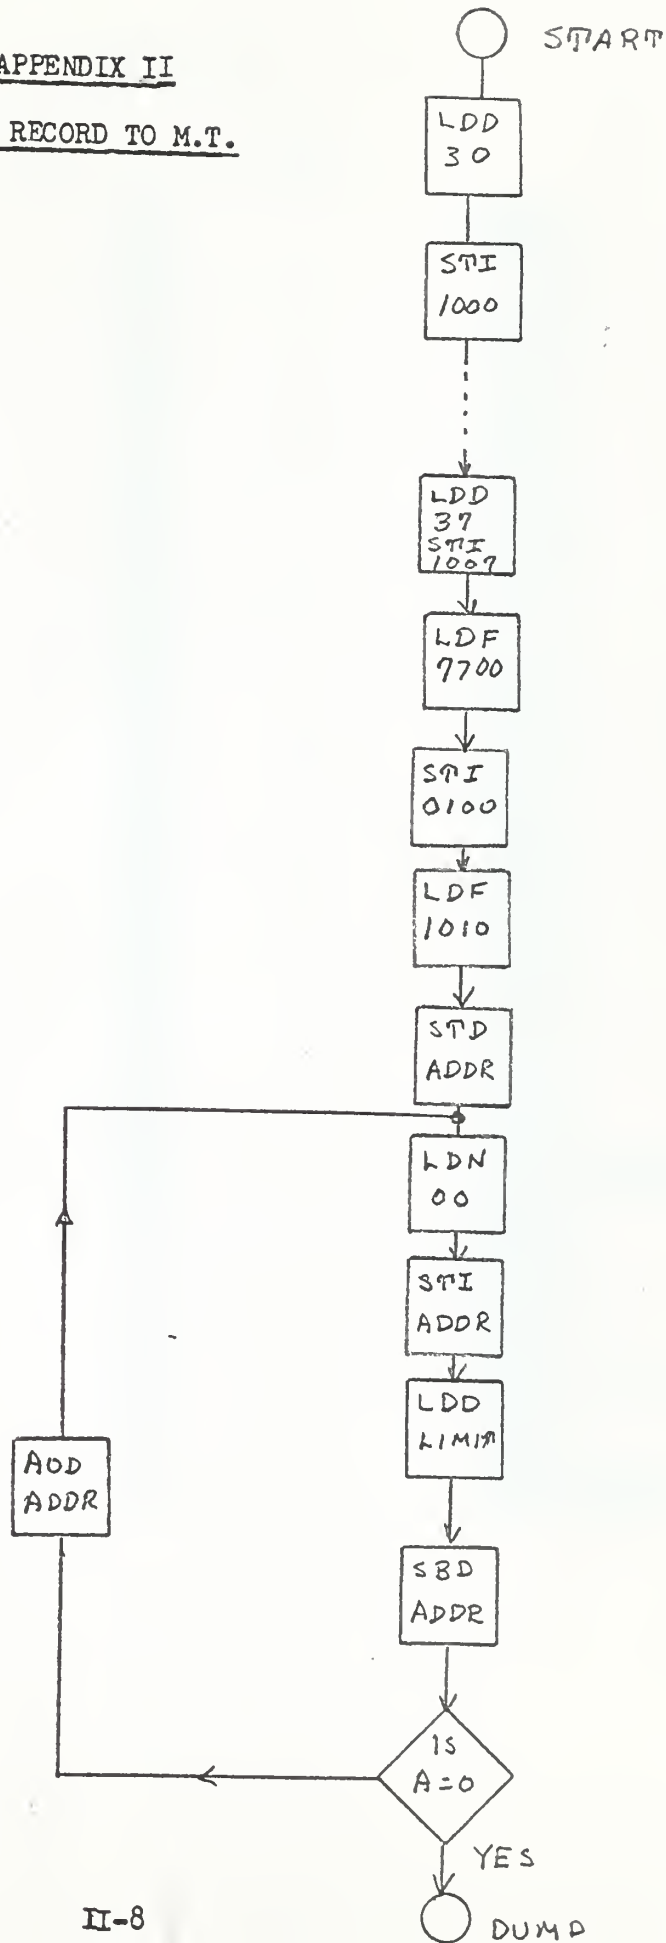 APPENDIX II
RECORD TO M.T.
START
LDD
30
STI
1000
LDD
37
STI
1007
LDF
7700
STI
0100
LDF
1010
STD
ADDR
LDN
00
STI
ADDR
LDD
LIMIT
AOD
ADDR
SBD
ADDR
IS
A=0
YES
DUMP
II-8